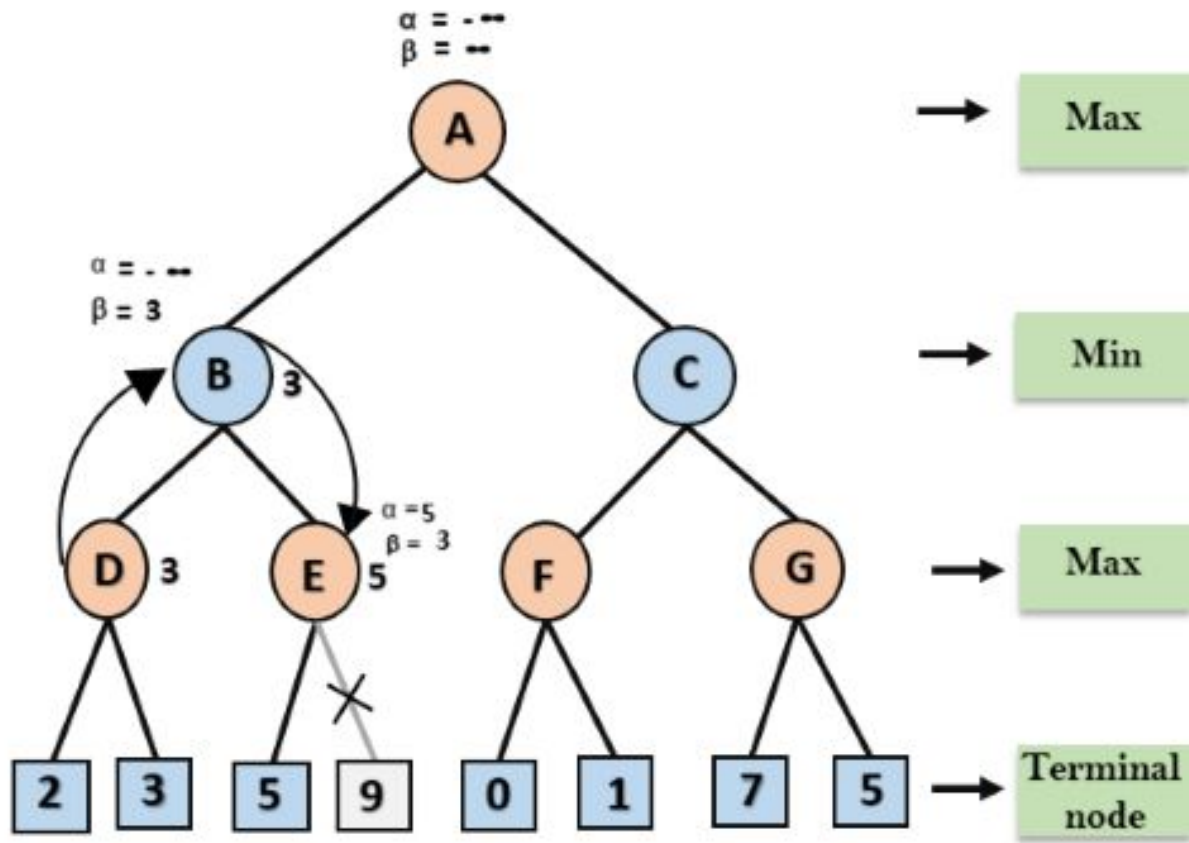 α = - ∞
β = ∞
A
Max
α = - ∞
β = 3
B
3
C
Min
α = 5
β = 3
D
3
E
5
F
G
Max
2
3
5
9
0
1
7
5
Terminal
node